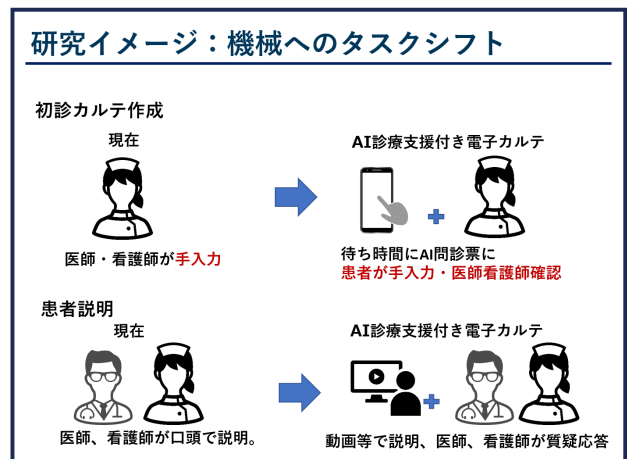 研究イメージ：機械へのタスクシフト
初診カルテ作成
現在
AI診療支援付き電子カルテ
医師・看護師が手入力
待ち時間にAI問診票に
患者が手入力・医師看護師確認
患者説明
現在
AI診療支援付き電子カルテ
医師、看護師が口頭で説明。
動画等で説明、医師、看護師が質疑応答